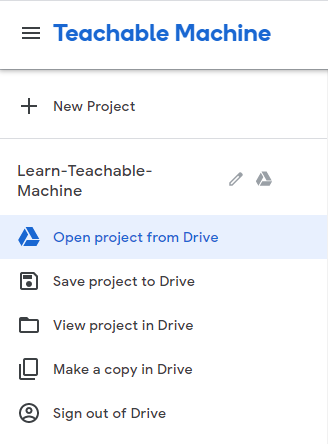 Teachable Machine
New Project
Learn-Teachable-
Machine
Open project from Drive
Save project to Drive
View project in Drive
Make a copy in Drive
Sign out of Drive